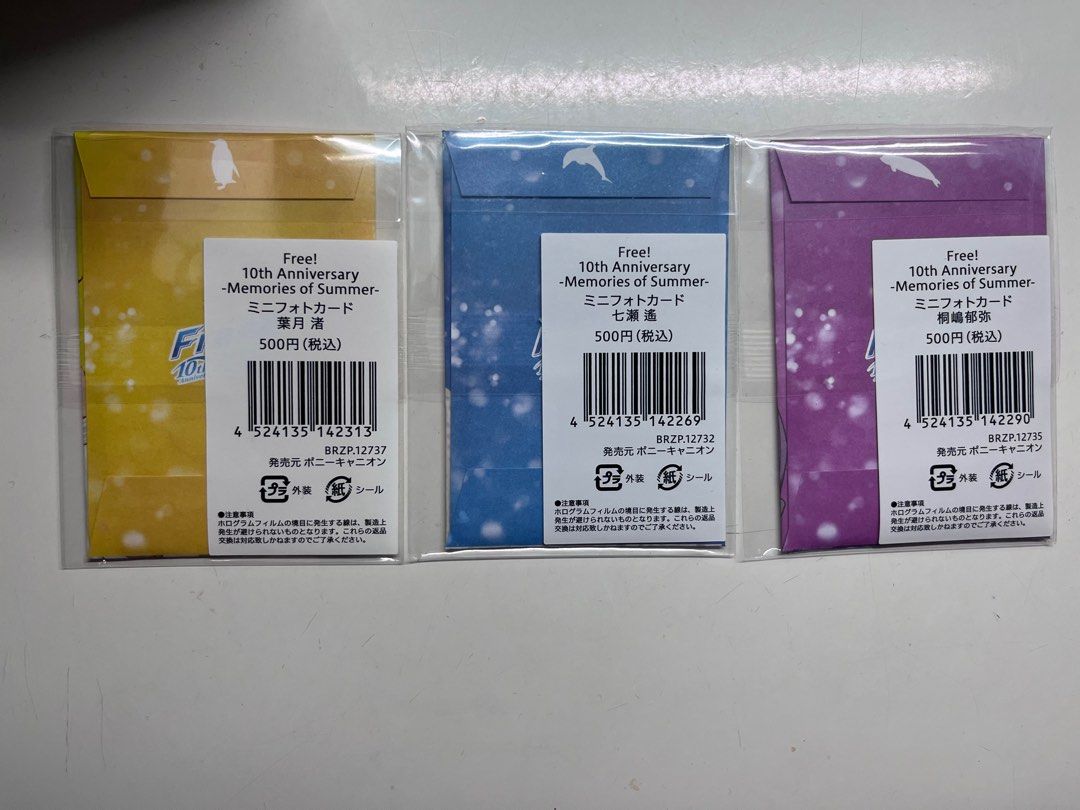 Free!
10th Anniversary
-Memories of Summer-
ミニフォトカード
葉月 渚
500円(税込)
4 524135 142313
BRZP.12737
発売元 ポニーキャニオン
プラ 外装 紙 シール
●注意事項
ホログラムフィルムの境目に発生する線は、製造上
発生が避けられないものとなります。これらの返品
交換は対応致しかねますのでご了承ください。
10th
Free!
10th Anniversary
-Memories of Summer-
ミニフォトカード
七瀬 遙
500円(税込)
4 524135 142269
BRZP.12732
発売元 ポニーキャニオン
プラ 外装 紙 シール
●注意事項
ホログラムフィルムの境目に発生する線は、製造上
発生が避けられないものとなります。これらの返品
交換は対応致しかねますのでご了承ください。
Free!
10th Anniversary
-Memories of Summer-
ミニフォトカード
桐嶋郁弥
500円(税込)
4 524135 142290
BRZP.12735
発売元 ポニーキャニオン
プラ 外装 紙 シール
●注意事項
ホログラムフィルムの境目に発生する線は、製造上
発生が避けられないものとなります。これらの返品
交換は対応致しかねますのでご了承ください。